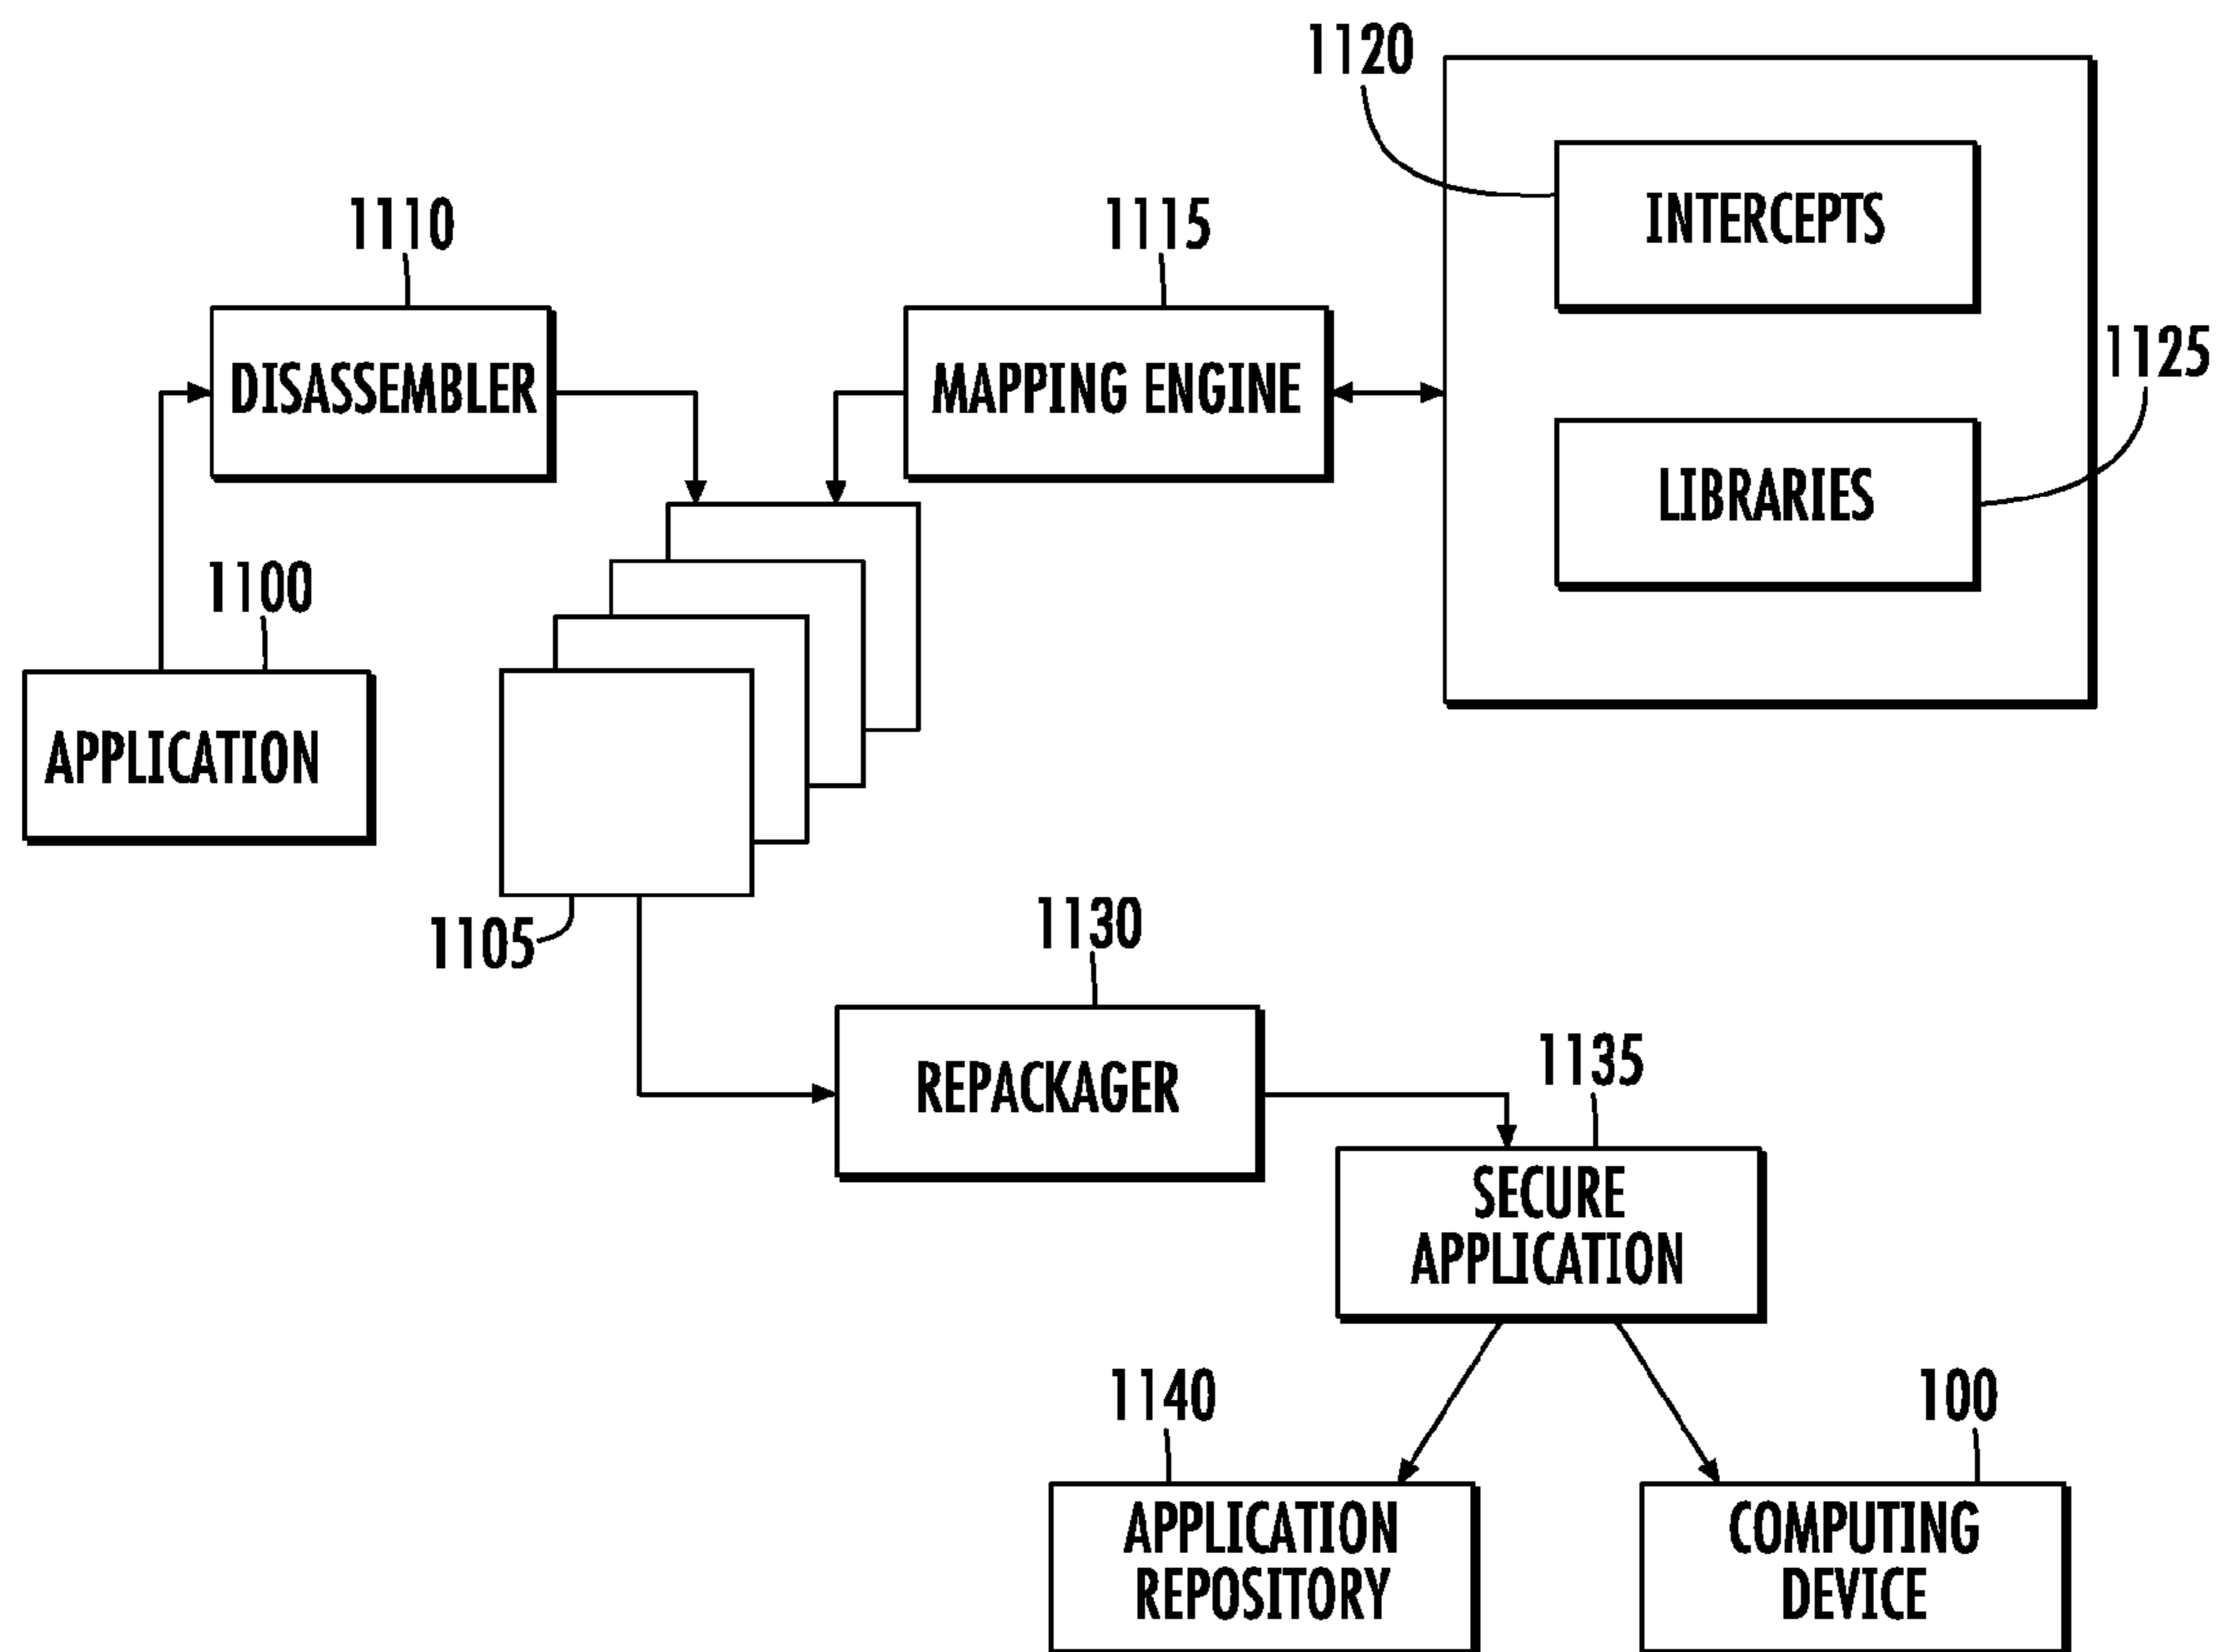 1120
INTERCEPTS
1110
1115
1125
DISASSEMBLER
MAPPING ENGINE
LIBRARIES
1100
APPLICATION
1105
1130
REPACKAGER
1135
SECURE
APPLICATION
1140
100
APPLICATION
REPOSITORY
COMPUTING
DEVICE